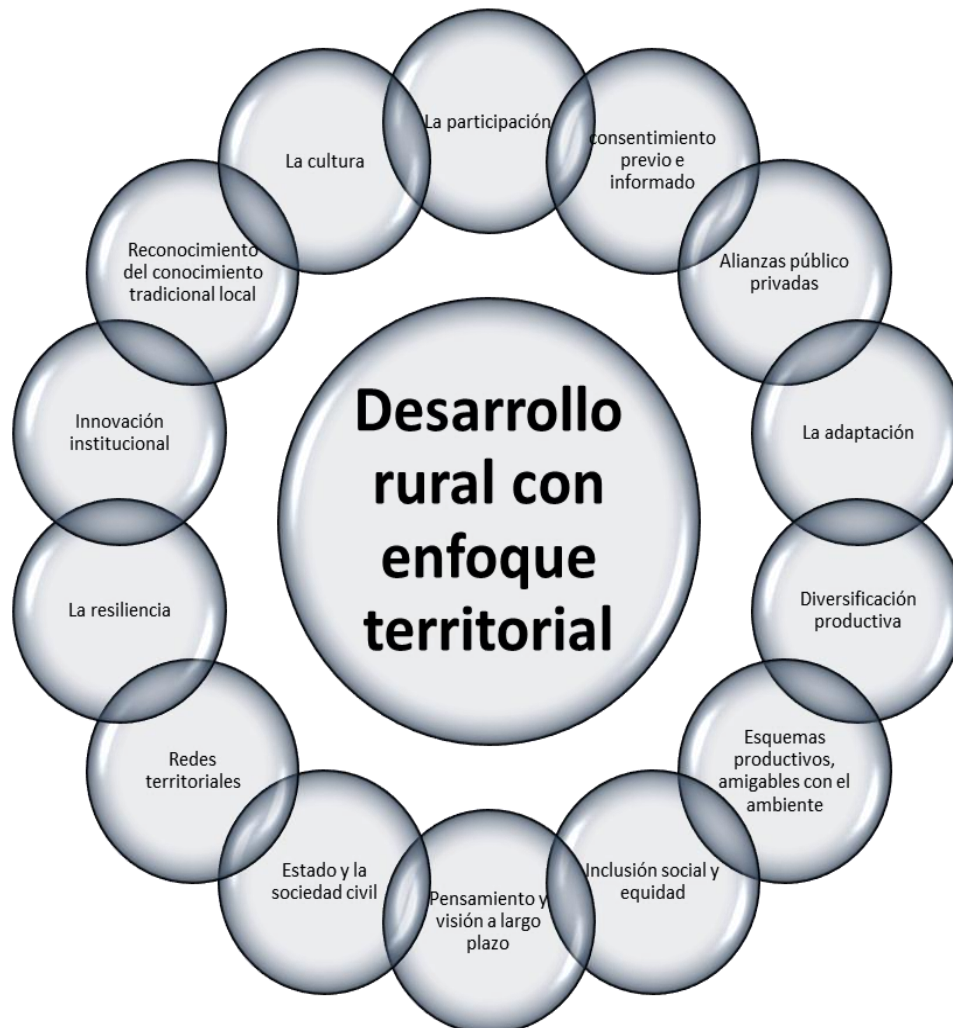 La participación
consentimiento
previo e
informado
Alianzas público
privadas
La adaptación
Diversificación
productiva
Esquemas
productivos,
amigables con el
ambiente
Inclusión social y
equidad
Pensamiento y
visión a largo
plazo
Estado y la
sociedad civil
Redes
territoriales
La resiliencia
Innovación
institucional
Reconocimiento
del conocimiento
tradicional local
La cultura
Desarrollo
rural con
enfoque
territorial